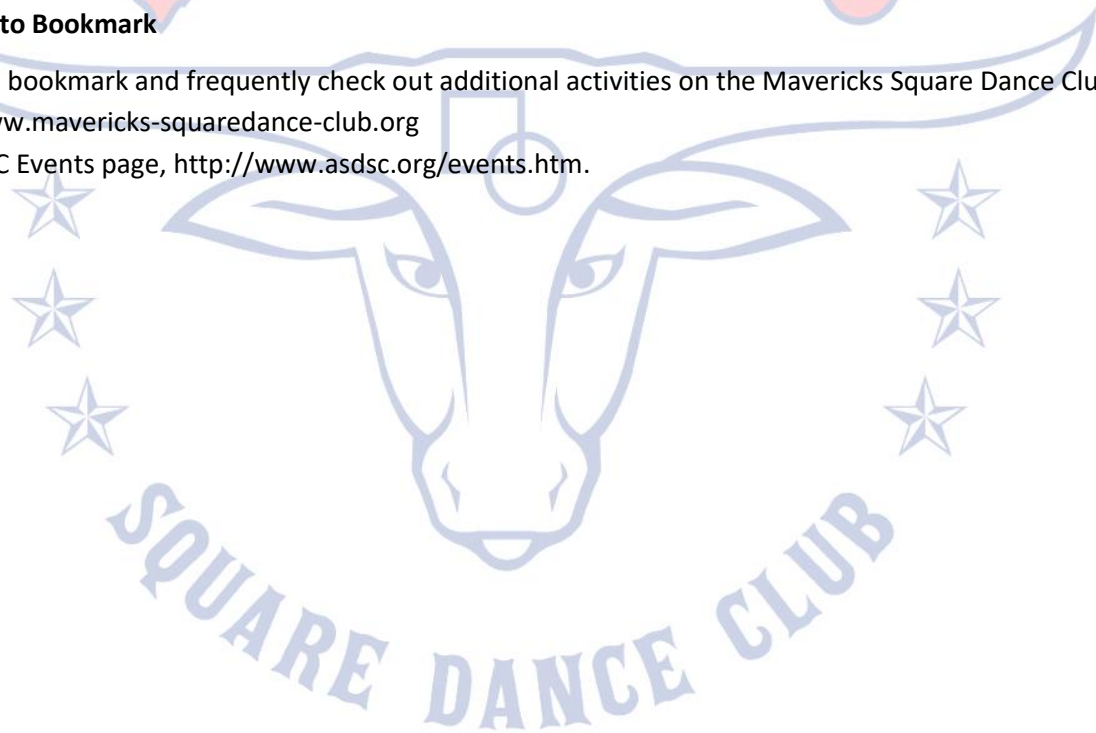 to Bookmark
bookmark and frequently check out additional activities on the Mavericks Square Dance Clu
w.mavericks-squaredance-club.org
C Events page, http://www.asdsc.org/events.htm.
SQUARE DANCE CLUB